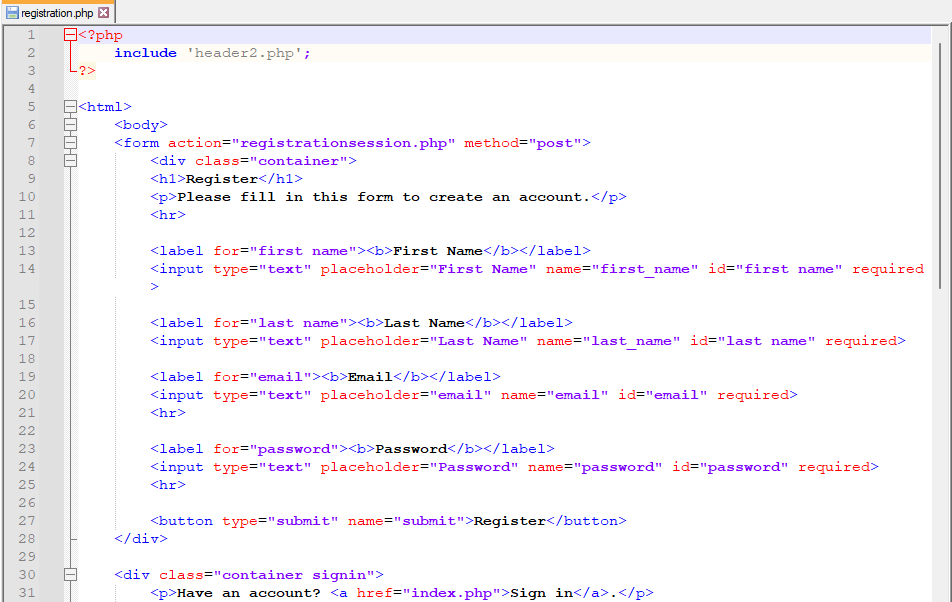 registration.php
1 <?php
2 include 'header2.php';
3 ?>
4
5 <html>
6 <body>
7 <form action="registrationsession.php" method="post">
8 <div class="container">
9 <h1>Register</h1>
10 <p>Please fill in this form to create an account.</p>
11 <hr>
12
13 <label for="first name"><b>First Name</b></label>
14 <input type="text" placeholder="First Name" name="first_name" id="first name" required
>
15
16 <label for="last name"><b>Last Name</b></label>
17 <input type="text" placeholder="Last Name" name="last_name" id="last name" required>
18
19 <label for="email"><b>Email</b></label>
20 <input type="text" placeholder="email" name="email" id="email" required>
21 <hr>
22
23 <label for="password"><b>Password</b></label>
24 <input type="text" placeholder="Password" name="password" id="password" required>
25 <hr>
26
27 <button type="submit" name="submit">Register</button>
28 </div>
29
30 <div class="container signin">
31 <p>Have an account? <a href="index.php">Sign in</a>.</p>